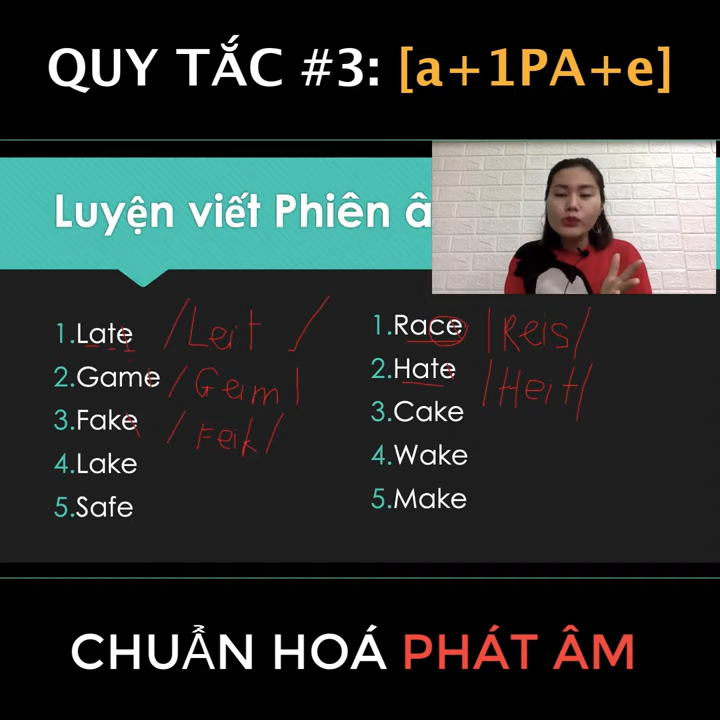 QUY TẮC #3: [a+1PA+e]
Luyện viết Phiên â
1.Late /Leit /
2.Game /Geim/
3.Fake /Feik/
4.Lake
5.Safe
1.Race /Reis/
2.Hate /Heit/
3.Cake
4.Wake
5.Make
CHUẨN HOÁ PHÁT ÂM